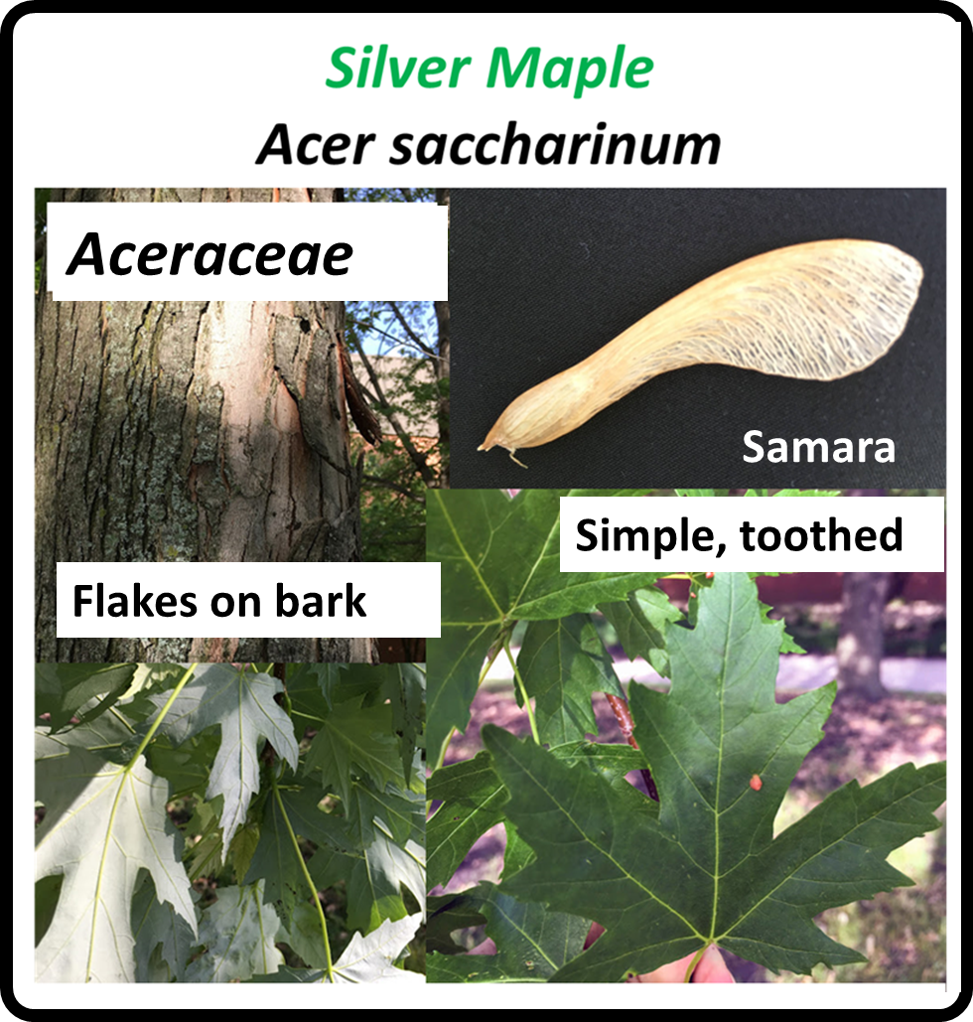 Silver Maple
Acer saccharinum
Aceraceae
Samara
Simple, toothed
Flakes on bark